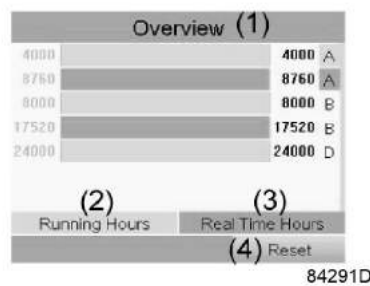 Overview (1)
4000 4000 A
8760 8760 A
8000 8000 B
17520 17520 B
24000 24000 D
(2) (3)
Running Hours Real Time Hours
(4) Reset
84291D